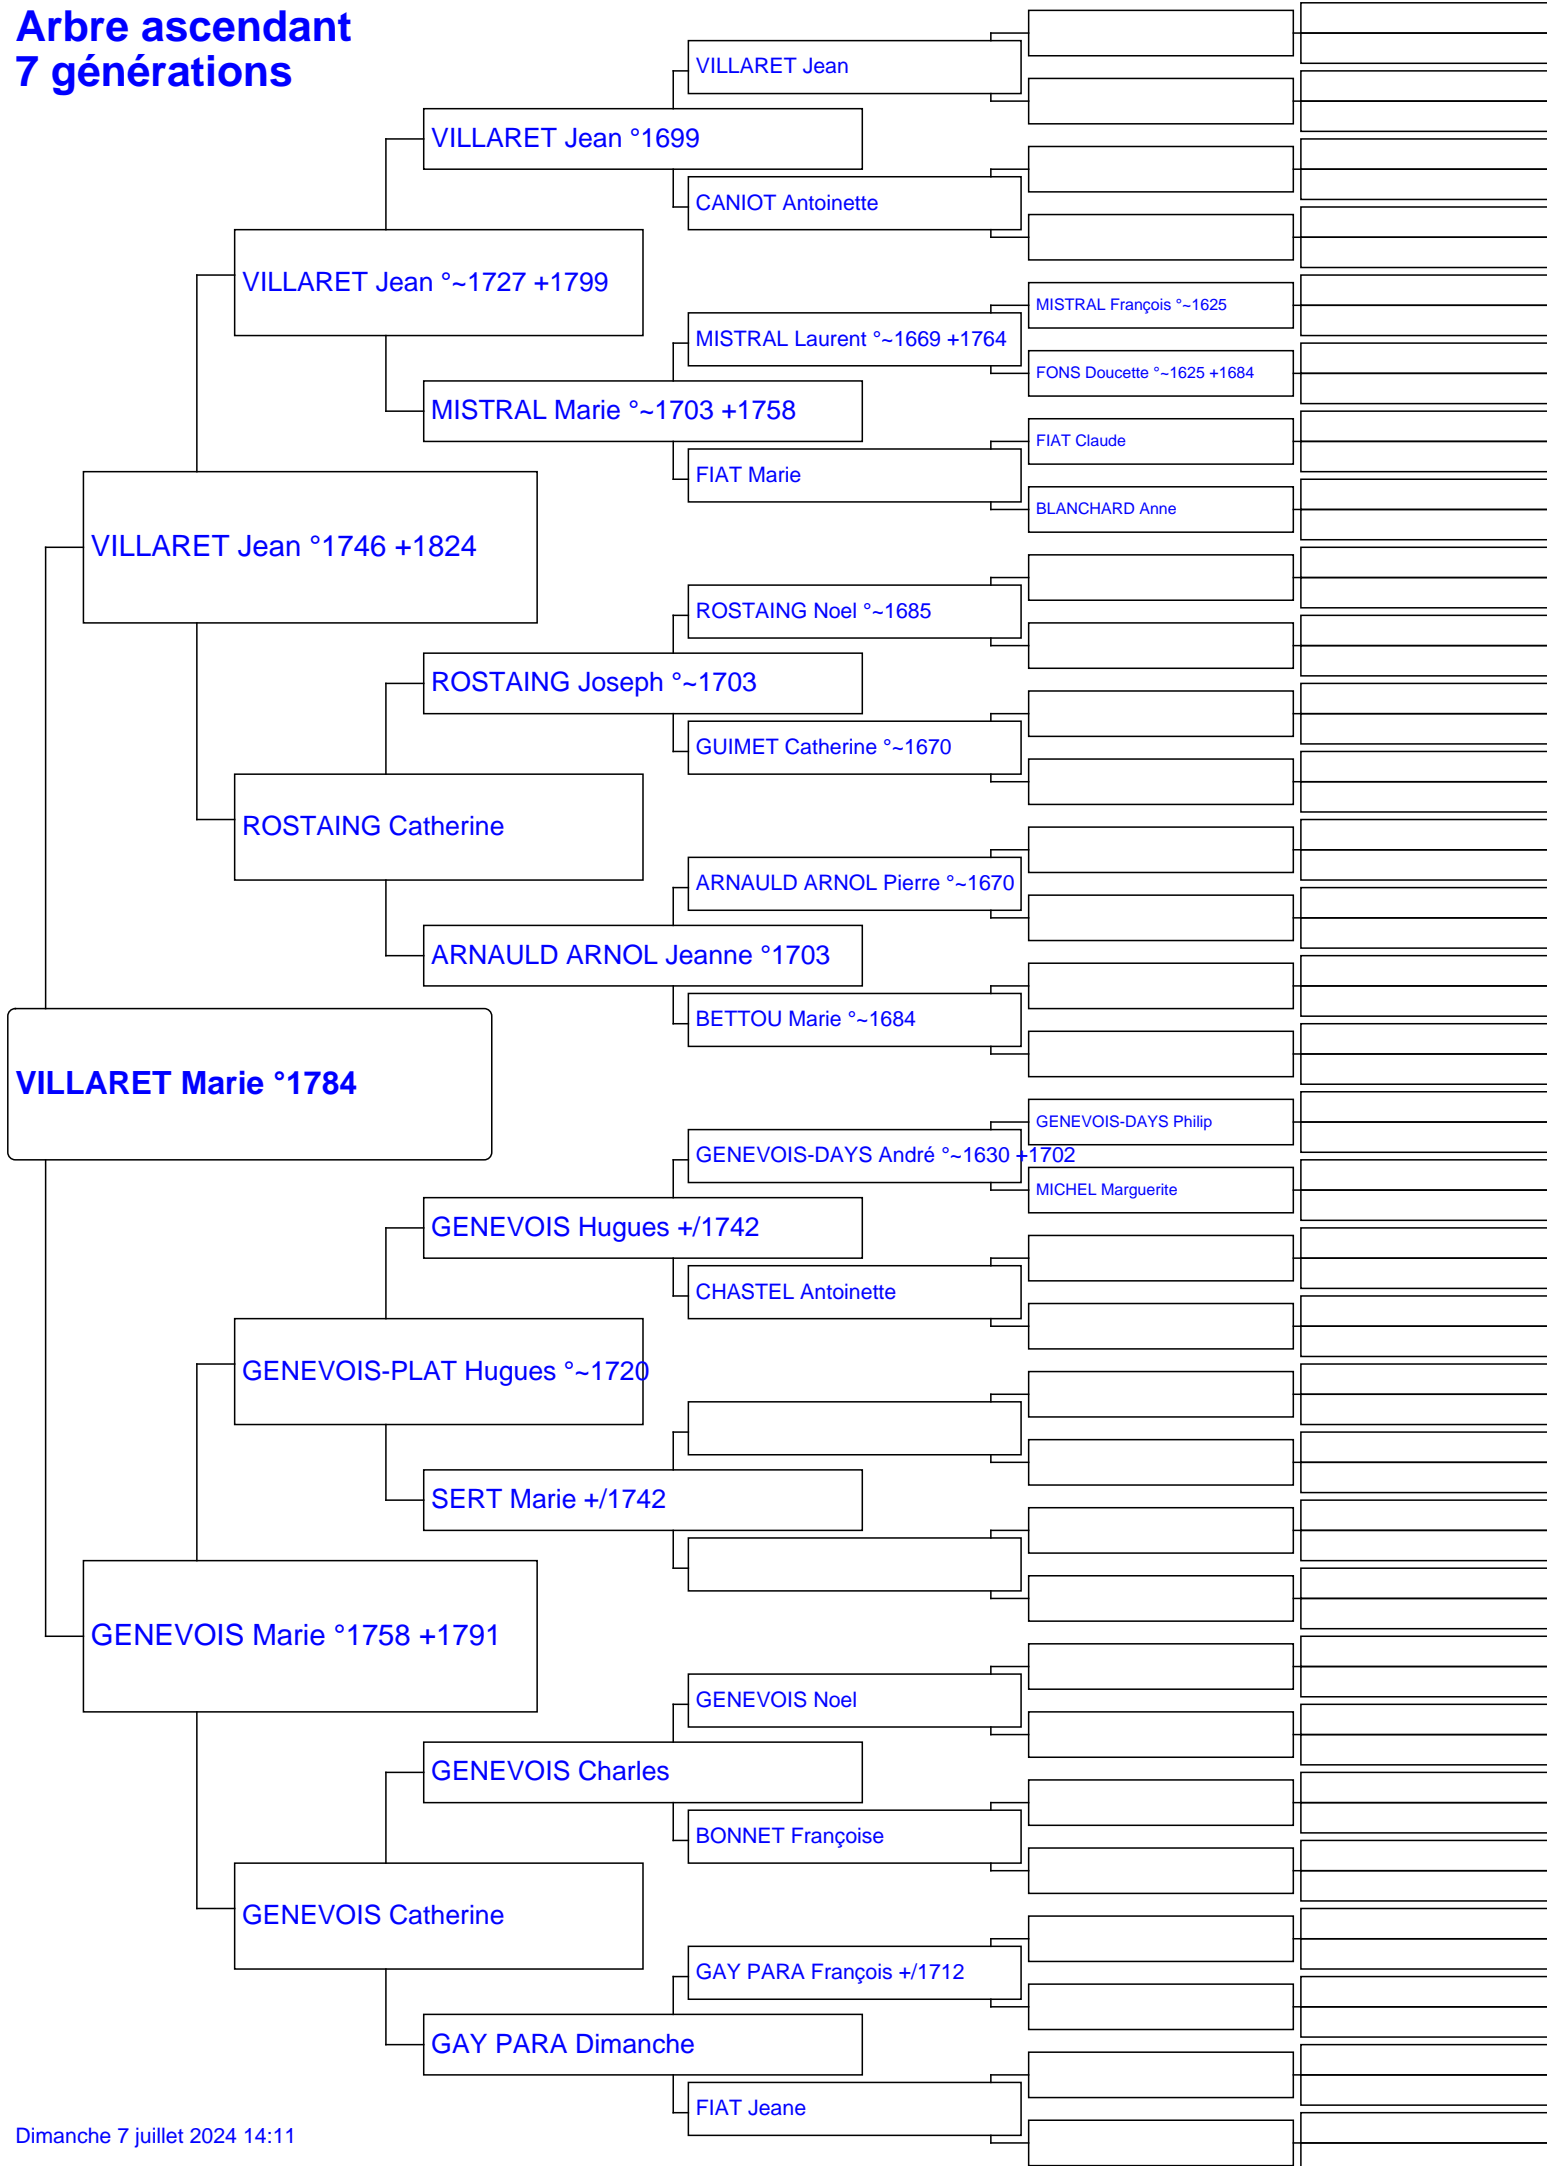 Arbre ascendant
7 générations
VILLARET Jean
VILLARET Jean °1699
CANIOT Antoinette
VILLARET Jean °~1727 +1799
MISTRAL François °~1625
MISTRAL Laurent °~1669 +1764
FONS Doucette °~1625 +1684
MISTRAL Marie °~1703 +1758
FIAT Claude
FIAT Marie
BLANCHARD Anne
VILLARET Jean °1746 +1824
ROSTAING Noel °~1685
ROSTAING Joseph °~1703
GUIMET Catherine °~1670
ROSTAING Catherine
ARNAULD ARNOL Pierre °~1670
ARNAULD ARNOL Jeanne °1703
BETTOU Marie °~1684
VILLARET Marie °1784
GENEVOIS-DAYS Philip
GENEVOIS-DAYS André °~1630 +1702
MICHEL Marguerite
GENEVOIS Hugues +/1742
CHASTEL Antoinette
GENEVOIS-PLAT Hugues °~1720
SERT Marie +/1742
GENEVOIS Marie °1758 +1791
GENEVOIS Noel
GENEVOIS Charles
BONNET Françoise
GENEVOIS Catherine
GAY PARA François +/1712
GAY PARA Dimanche
FIAT Jeane
Dimanche 7 juillet 2024 14:11